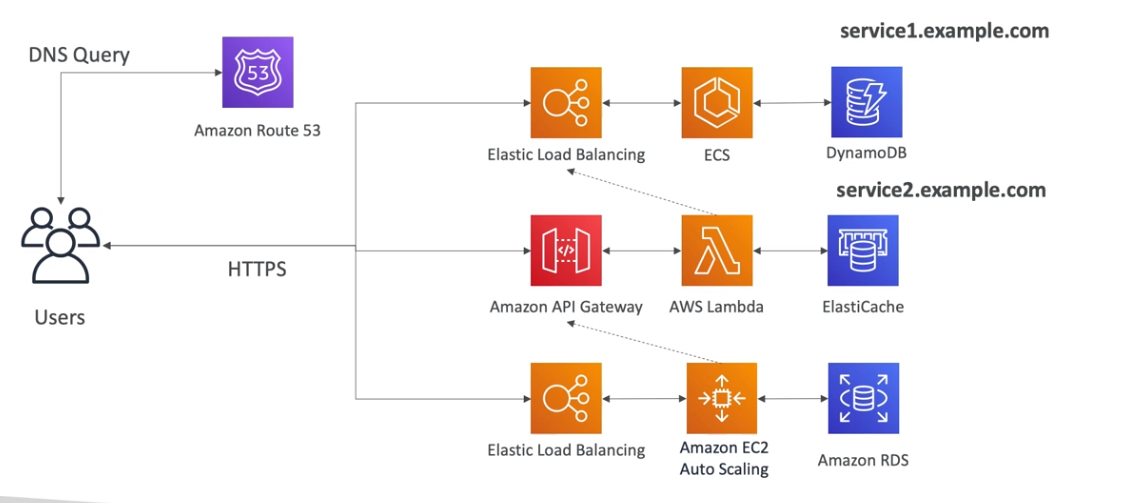 service1.example.com
DNS Query
53
Amazon Route 53
Elastic Load Balancing
ECS
DynamoDB
service2.example.com
HTTPS
</>
Users
Amazon API Gateway
AWS Lambda
ElastiCache
Elastic Load Balancing
Amazon EC2
Auto Scaling
Amazon RDS